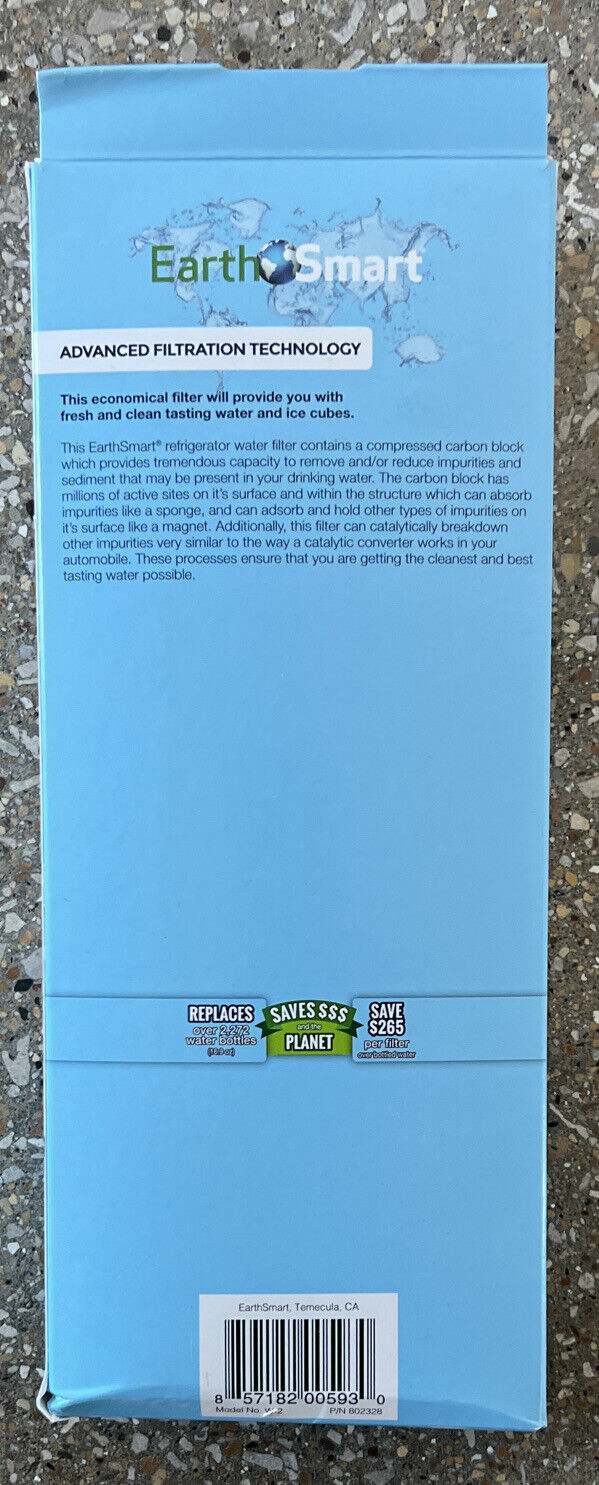 Earth Smart
ADVANCED FILTRATION TECHNOLOGY
This economical filter will provide you with
fresh and clean tasting water and ice cubes.
This EarthSmart® refrigerator water filter contains a compressed carbon block
which provides tremendous capacity to remove and/or reduce impurities and
sediment that may be present in your drinking water. The carbon block has
millions of active sites on it's surface and within the structure which can absorb
impurities like a sponge, and can adsorb and hold other types of impurities on
it's surface like a magnet. Additionally, this filter can catalytically breakdown
other impurities very similar to the way a catalytic converter works in your
automobile. These processes ensure that you are getting the cleanest and best
tasting water possible.
REPLACES
over 2,272
water bottles
(16.9 oz)
SAVES $$$
and the
PLANET
SAVE
$265
per filter
over bottled water
EarthSmart, Temecula, CA
8 57182 00593 0
Model No. P/N 802328